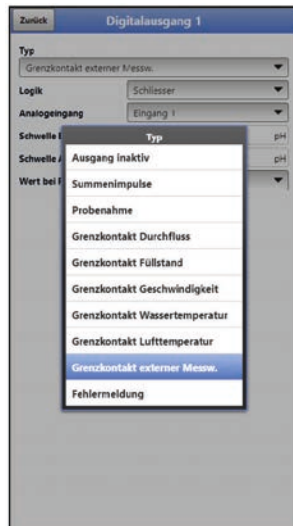 Zurück
Digitalausgang 1
Typ
Grenzkontakt externer Messw.
Logik
Schliesser
Analogeingang
Eingang 1
Schwelle
pH
Schwelle
pH
Wert bei
Typ
Ausgang inaktiv
Summenimpulse
Probenahme
Grenzkontakt Durchfluss
Grenzkontakt Füllstand
Grenzkontakt Geschwindigkeit
Grenzkontakt Wassertemperatur
Grenzkontakt Lufttemperatur
Grenzkontakt externer Messw.
Fehlermeldung